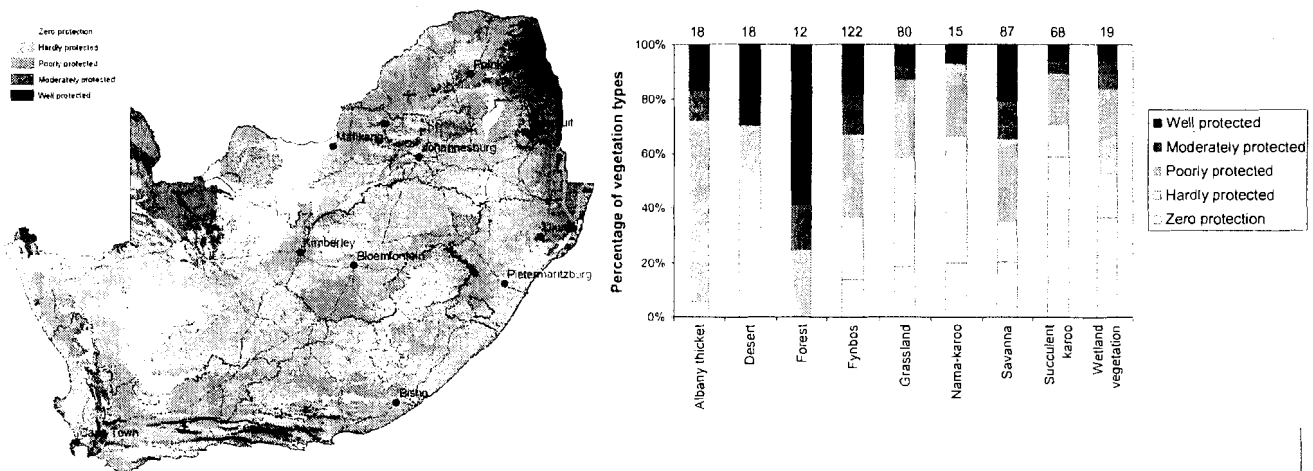 Zero protection
Hardly protected
Poorly protected
Moderately protected
Well protected
Johannesburg
Kimberley
Bloemfontein
Pietermaritzburg
Bisho
Town
18 18 12 122 80 15 87 68 19
100%
80%
60%
40%
20%
0%
Percentage of vegetation types
Albany thicket
Desert
Forest
Fynbos
Grassland
Nama-karoo
Savanna
Succulent
karoo
Wetland
vegetation
Well protected
Moderately protected
Poorly protected
Hardly protected
Zero protection